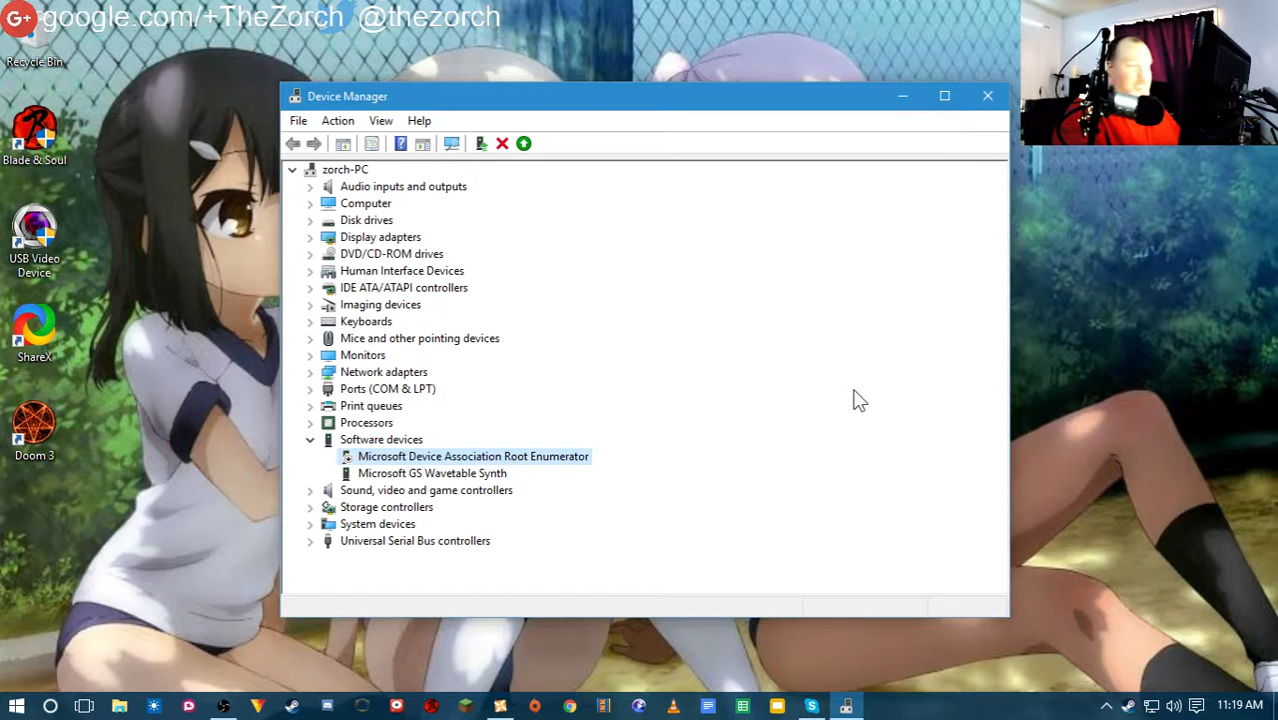 google.com/+TheZorch @thezorch
Recycle Bin
Blade & Soul
USB Video
Device
ShareX
Doom 3
Device Manager
File Action View Help
zorch-PC
Audio inputs and outputs
Computer
Disk drives
Display adapters
DVD/CD-ROM drives
Human Interface Devices
IDE ATA/ATAPI controllers
Imaging devices
Keyboards
Mice and other pointing devices
Monitors
Network adapters
Ports (COM & LPT)
Print queues
Processors
Software devices
Microsoft Device Association Root Enumerator
Microsoft GS Wavetable Synth
Sound, video and game controllers
Storage controllers
System devices
Universal Serial Bus controllers
11:19 AM